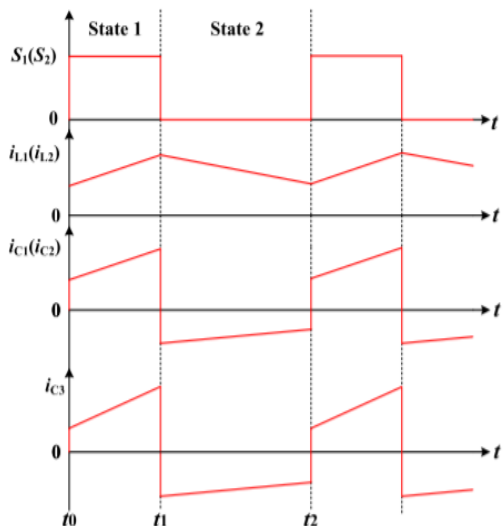 State 1 State 2
S1(S2)
0 t
iL1(iL2)
0 t
iC1(iC2)
0 t
iC3
0 t
t0 t1 t2